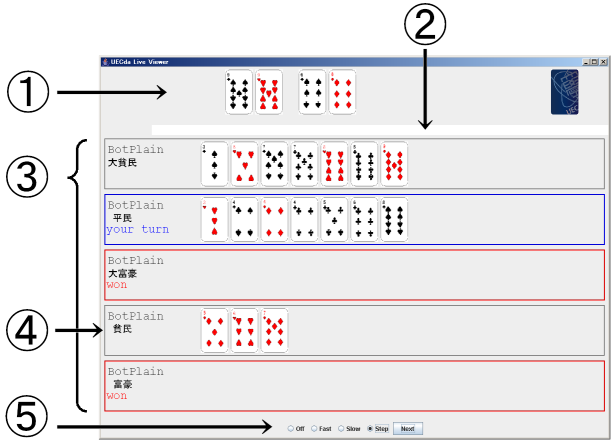 ②
UECda Live Viewer
①
③
BotPlain
大貧民
BotPlain
平民
your turn
BotPlain
大富豪
won
④
BotPlain
貧民
BotPlain
富豪
won
⑤
Off Fast Slow Step Next